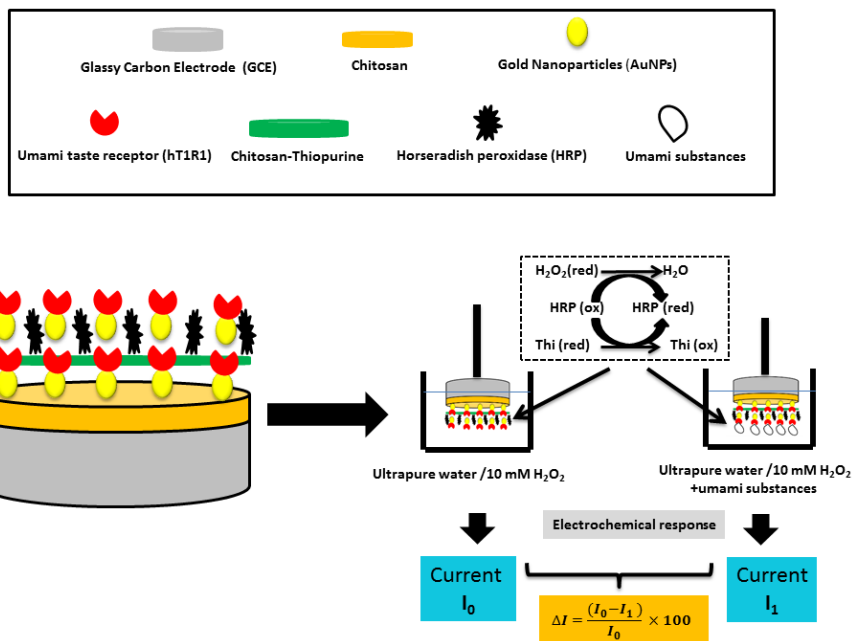 Glassy Carbon Electrode (GCE)
Chitosan
Gold Nanoparticles (AuNPs)
Umami taste receptor (hT1R1)
Chitosan-Thiopurine
Horseradish peroxidase (HRP)
Umami substances
H₂O₂(red) H₂O
HRP (ox) HRP (red)
Thi (red) Thi (ox)
Ultrapure water /10 mM H₂O₂
Ultrapure water /10 mM H₂O₂
+umami substances
Electrochemical response
Current
I₀
Current
I₁
ΔI = (I₀−I₁)/I₀ × 100